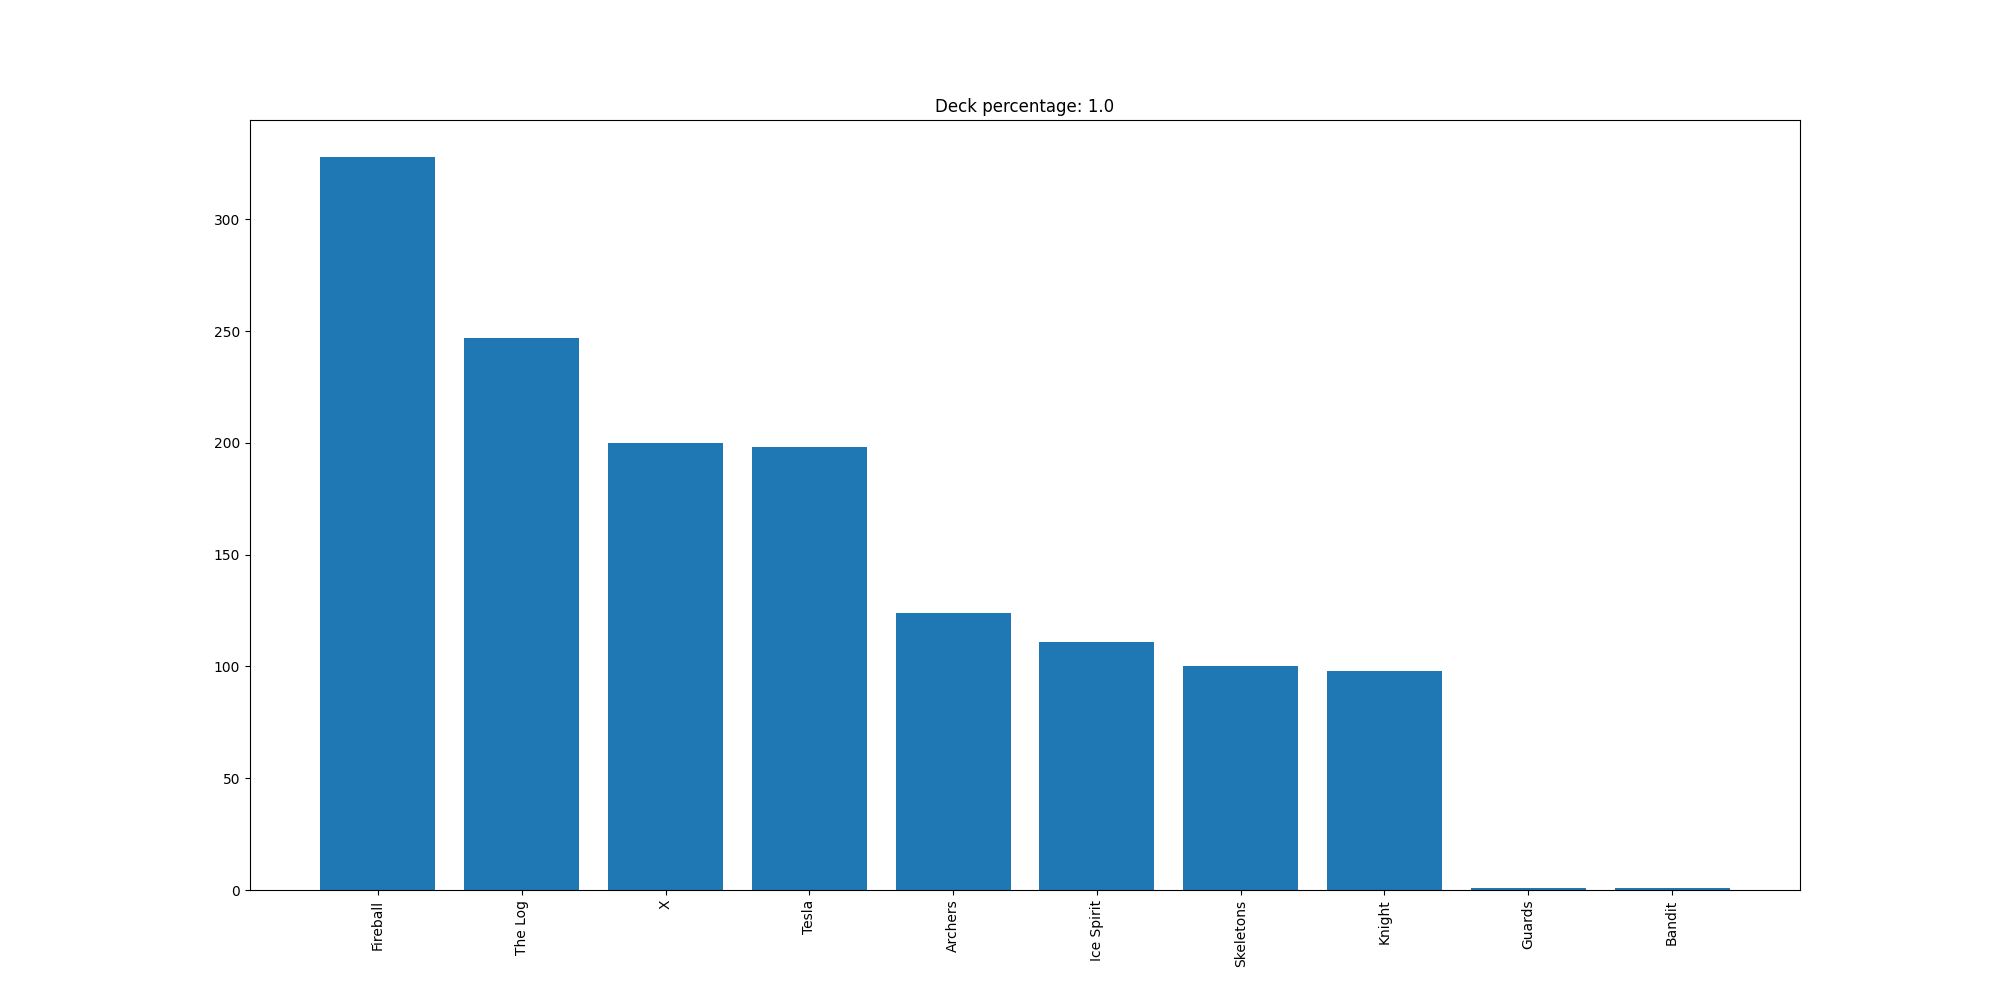 Deck percentage: 1.0
300
250
200
150
100
50
0
Fireball
The Log
X
Tesla
Archers
Ice Spirit
Skeletons
Knight
Guards
Bandit